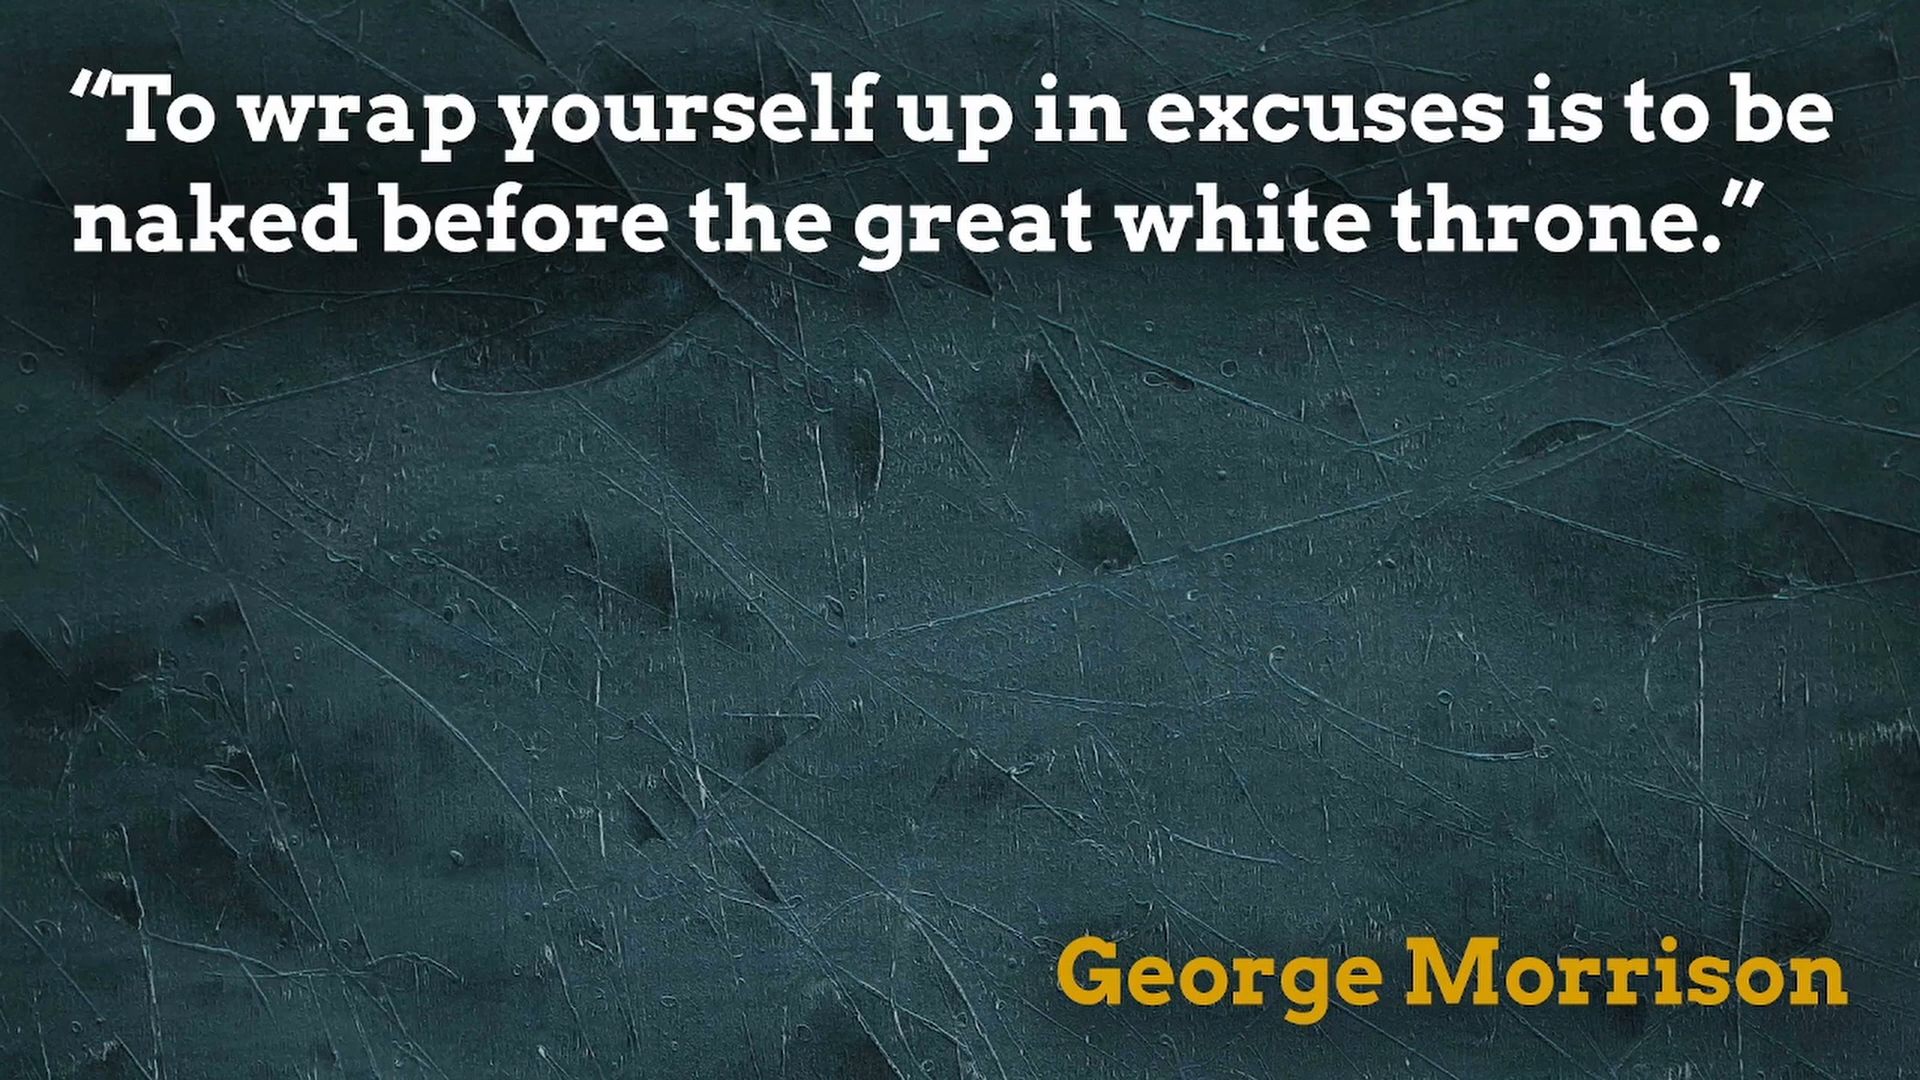 “To wrap yourself up in excuses is to be
naked before the great white throne.”
George Morrison